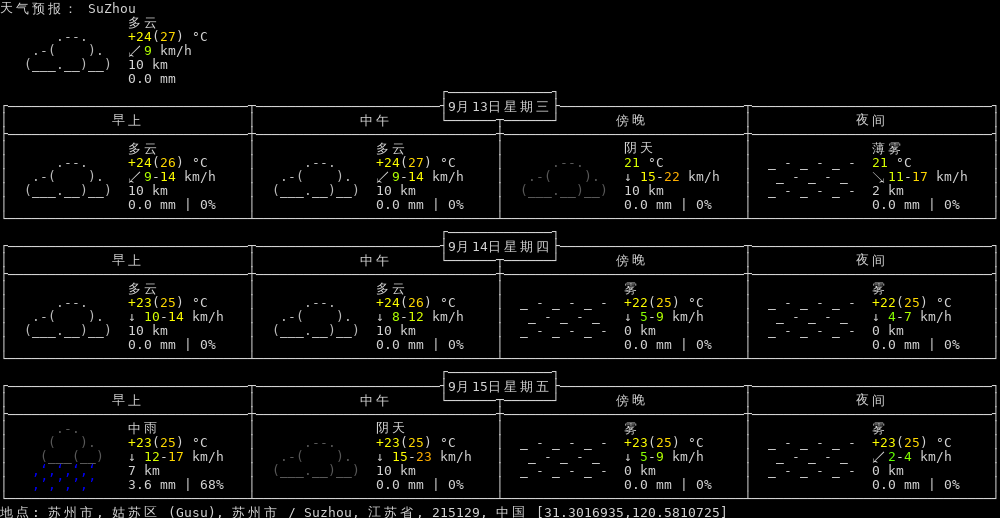 天气预报： SuZhou
多云
+24(27) °C
↙ 9 km/h
10 km
0.0 mm
9月13日星期三
早上 中午 傍晚 夜间
多云 多云 阴天 薄雾
+24(26) °C +24(27) °C 21 °C 21 °C
↙ 9-14 km/h ↙ 9-14 km/h ↓ 15-22 km/h ↘ 11-17 km/h
10 km 10 km 10 km 2 km
0.0 mm | 0% 0.0 mm | 0% 0.0 mm | 0% 0.0 mm | 0%
9月14日星期四
早上 中午 傍晚 夜间
多云 多云 雾 雾
+23(25) °C +24(26) °C +22(25) °C +22(25) °C
↓ 10-14 km/h ↓ 8-12 km/h ↓ 5-9 km/h ↓ 4-7 km/h
10 km 10 km 0 km 0 km
0.0 mm | 0% 0.0 mm | 0% 0.0 mm | 0% 0.0 mm | 0%
9月15日星期五
早上 中午 傍晚 夜间
中雨 阴天 雾 雾
+23(25) °C +23(25) °C +23(25) °C +23(25) °C
↓ 12-17 km/h ↓ 15-23 km/h ↓ 5-9 km/h ↙ 2-4 km/h
7 km 10 km 0 km 0 km
3.6 mm | 68% 0.0 mm | 0% 0.0 mm | 0% 0.0 mm | 0%
地点: 苏州市, 姑苏区 (Gusu), 苏州市 / Suzhou, 江苏省, 215129, 中国 [31.3016935,120.5810725]